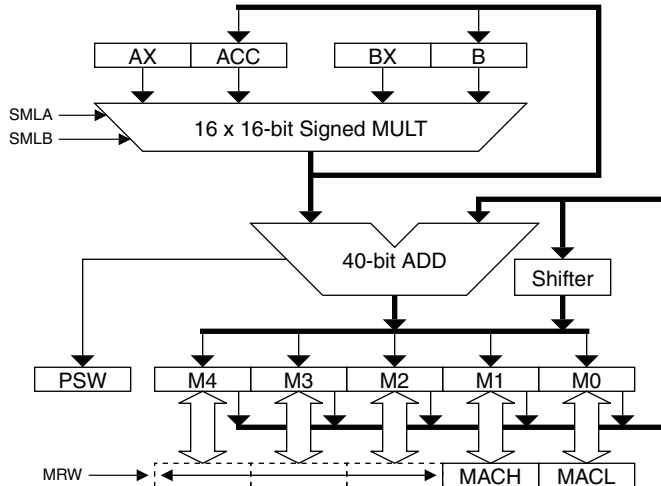 AX ACC BX B
SMLA
16 x 16-bit Signed MULT
SMLB
40-bit ADD
Shifter
PSW M4 M3 M2 M1 M0
MRW MACH MACL